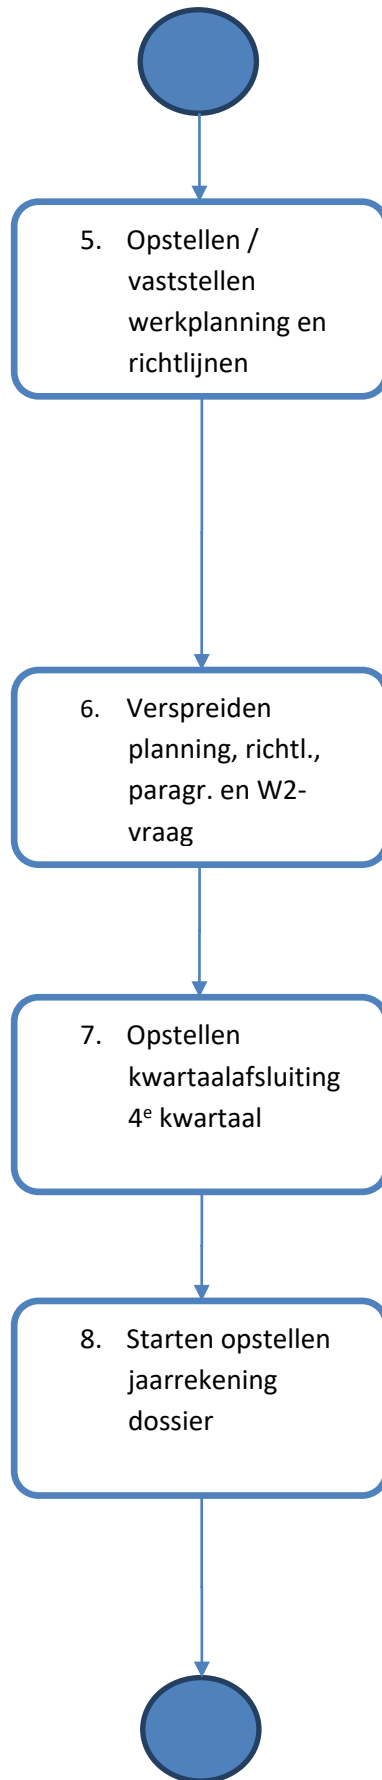 5. Opstellen /
vaststellen
werkplanning en
richtlijnen
6. Verspreiden
planning, richtl.,
paragr. en W2-
vraag
7. Opstellen
kwartaalafsluiting
4e kwartaal
8. Starten opstellen
jaarrekening
dossier